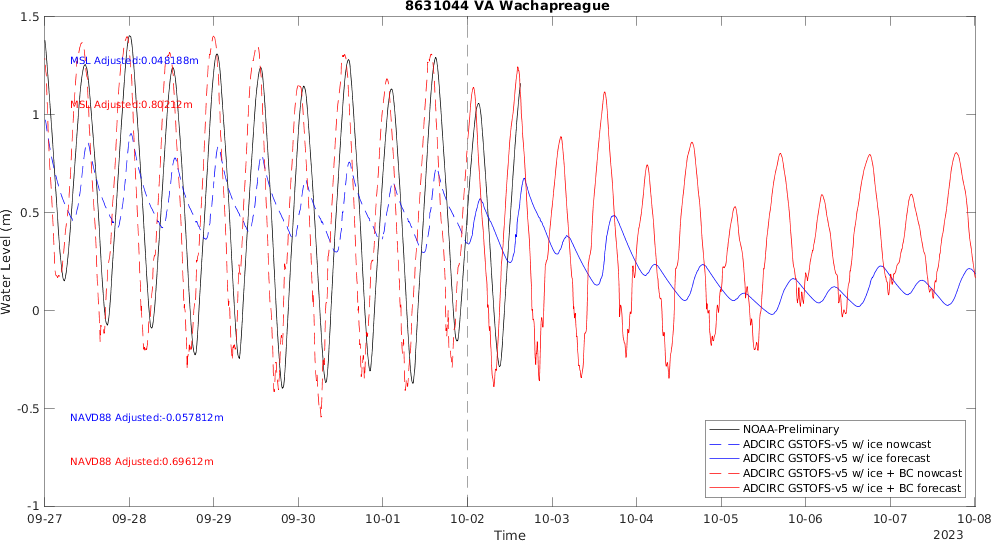 8631044 VA Wachapreague
1.5
1
0.5
0
-0.5
-1
Water Level (m)
MSL Adjusted:0.048188m
MSL Adjusted:0.80212m
NAVD88 Adjusted:-0.057812m
NAVD88 Adjusted:0.69612m
NOAA-Preliminary
ADCIRC GSTOFS-v5 w/ ice nowcast
ADCIRC GSTOFS-v5 w/ ice forecast
ADCIRC GSTOFS-v5 w/ ice + BC nowcast
ADCIRC GSTOFS-v5 w/ ice + BC forecast
09-27 09-28 09-29 09-30 10-01 10-02 10-03 10-04 10-05 10-06 10-07 10-08
Time
2023